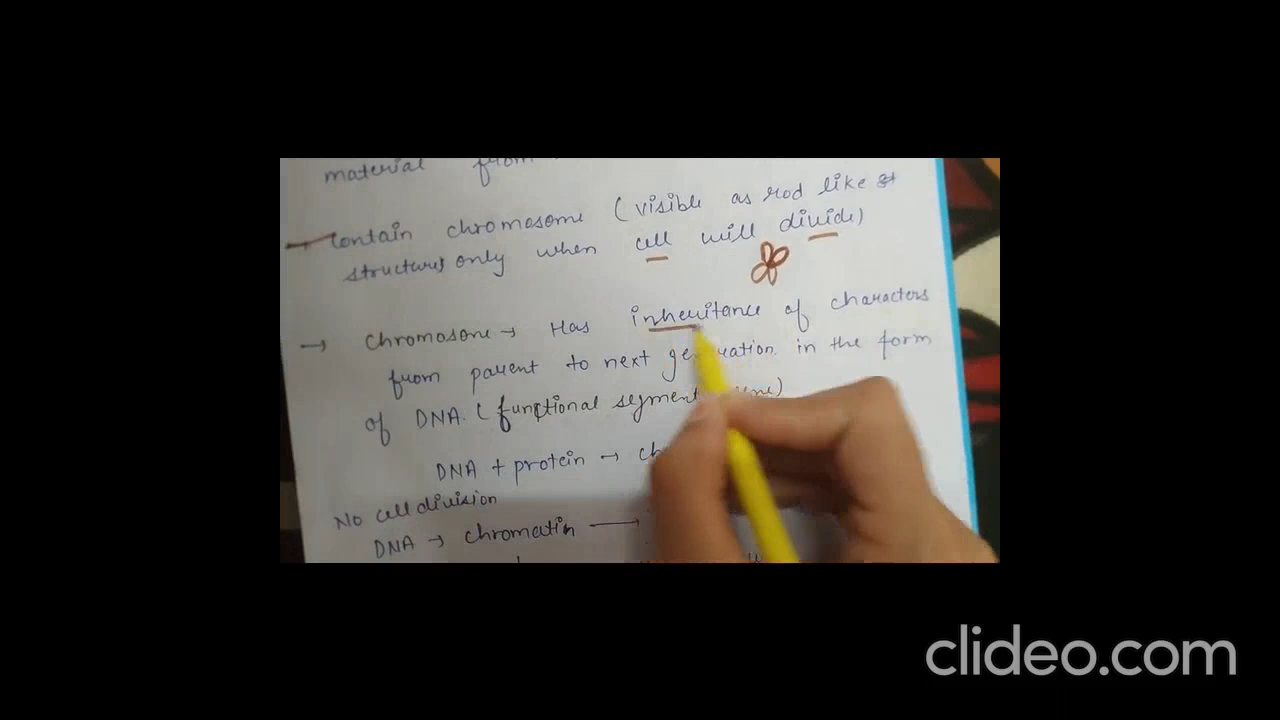 material from
→ Contain chromosome (visible as rod like
structures only when cell will divide)
→ Chromosome → Has inheritance of characters
from parent to next generation in the form
of DNA. (functional segment
DNA + protein →
No cell division
DNA → chromatin →
clideo.com